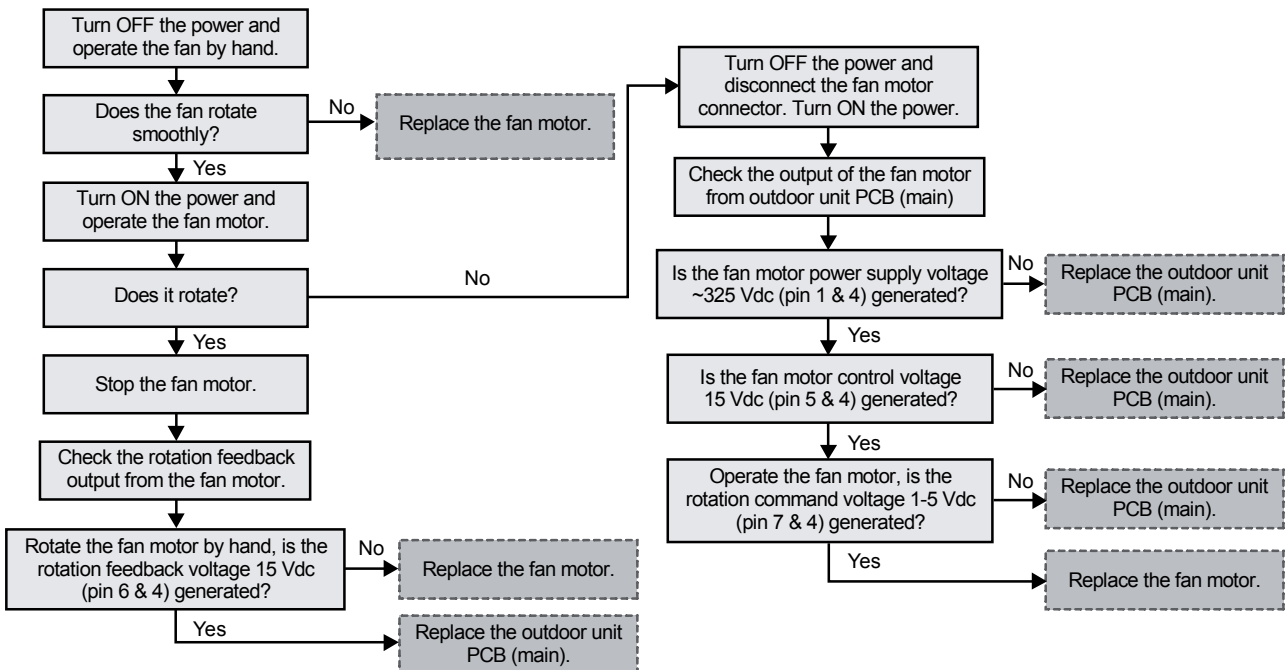 Turn OFF the power and
operate the fan by hand.
Does the fan rotate
smoothly?
No
Replace the fan motor.
Yes
Turn ON the power and
operate the fan motor.
Does it rotate?
No
Yes
Stop the fan motor.
Check the rotation feedback
output from the fan motor.
Rotate the fan motor by hand, is the
rotation feedback voltage 15 Vdc
(pin 6 & 4) generated?
No
Replace the fan motor.
Yes
Replace the outdoor unit
PCB (main).
Turn OFF the power and
disconnect the fan motor
connector. Turn ON the power.
Check the output of the fan motor
from outdoor unit PCB (main)
Is the fan motor power supply voltage
~325 Vdc (pin 1 & 4) generated?
No
Replace the outdoor unit
PCB (main).
Yes
Is the fan motor control voltage
15 Vdc (pin 5 & 4) generated?
No
Replace the outdoor unit
PCB (main).
Yes
Operate the fan motor, is the
rotation command voltage 1-5 Vdc
(pin 7 & 4) generated?
No
Replace the outdoor unit
PCB (main).
Yes
Replace the fan motor.